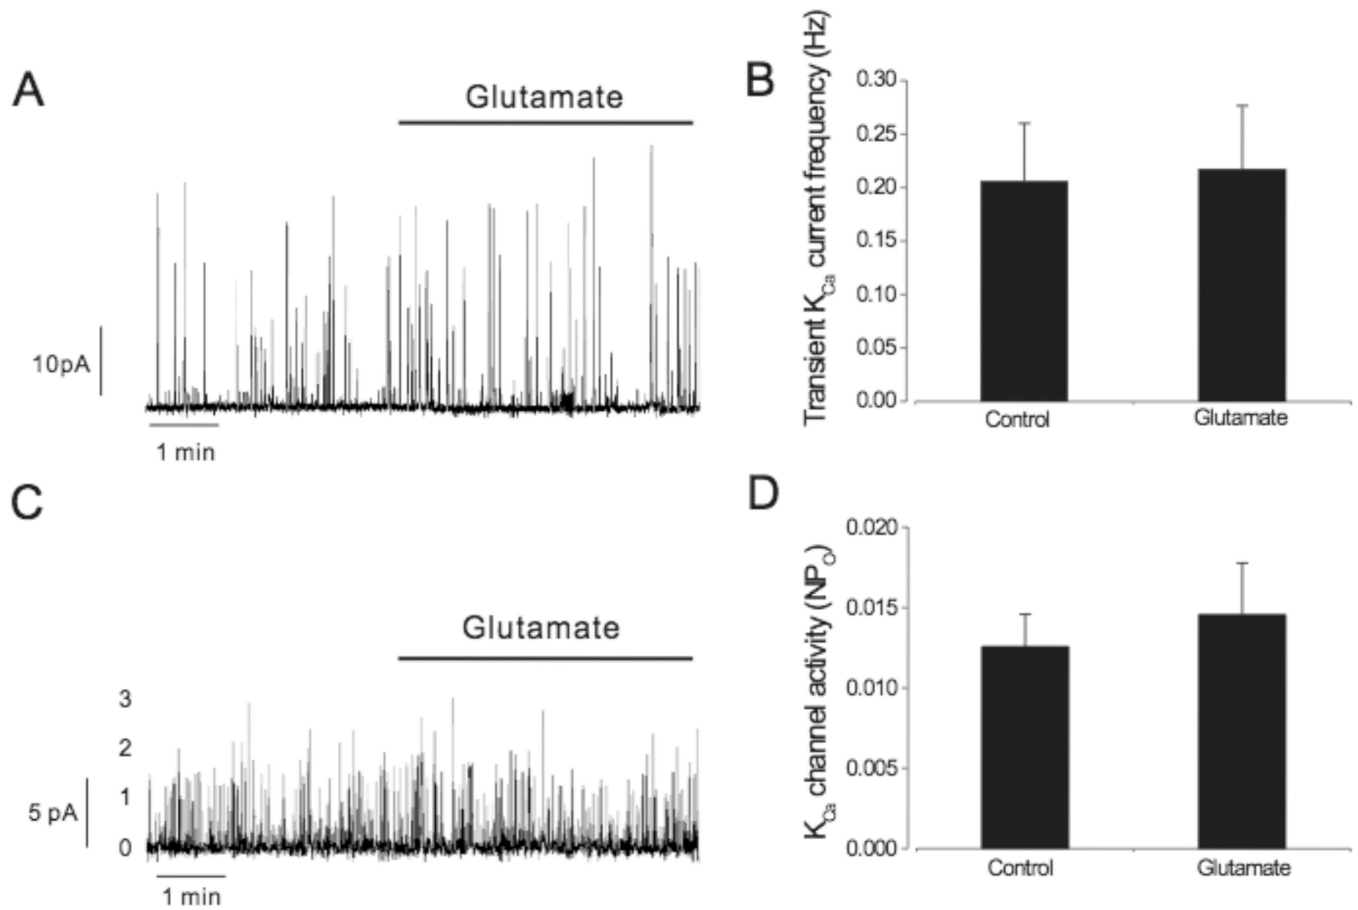 A
Glutamate
10pA
1 min
B
Transient KCa current frequency (Hz)
0.30
0.25
0.20
0.15
0.10
0.05
0.00
Control Glutamate
C
Glutamate
3
2
1
0
5 pA
1 min
D
KCa channel activity (NPO)
0.020
0.015
0.010
0.005
0.000
Control Glutamate